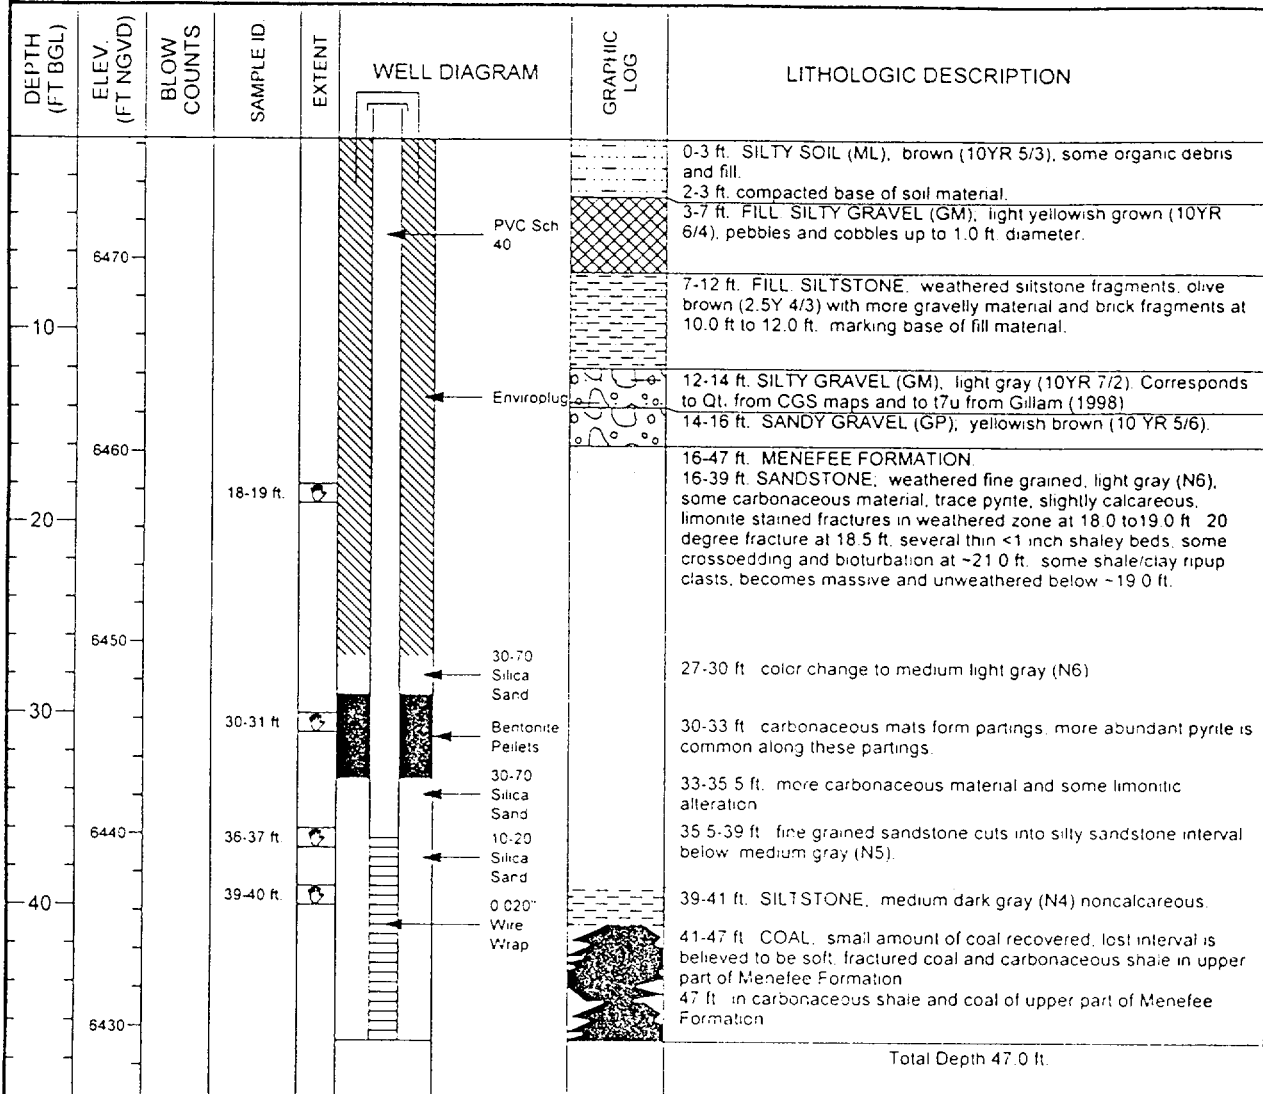 DEPTH
(FT BGL)
ELEV.
(FT NGVD)
BLOW
COUNTS
SAMPLE ID.
EXTENT
WELL DIAGRAM
GRAPHIC
LOG
LITHOLOGIC DESCRIPTION
0-3 ft. SILTY SOIL (ML), brown (10YR 5/3), some organic debris
and fill.
2-3 ft. compacted base of soil material.
3-7 ft. FILL. SILTY GRAVEL (GM), light yellowish grown (10YR
6/4), pebbles and cobbles up to 1.0 ft. diameter.
PVC Sch
40
6470
7-12 ft. FILL. SILTSTONE, weathered siltstone fragments, olive
brown (2.5Y 4/3) with more gravelly material and brick fragments at
10.0 ft to 12.0 ft. marking base of fill material.
10
12-14 ft. SILTY GRAVEL (GM), light gray (10YR 7/2). Corresponds
to Qt. from CGS maps and to t7u from Gillam (1998)
Enviroplug
14-16 ft. SANDY GRAVEL (GP), yellowish brown (10 YR 5/6).
6460
16-47 ft. MENEFEE FORMATION.
16-39 ft. SANDSTONE, weathered fine grained, light gray (N6),
some carbonaceous material, trace pyrite, slightly calcareous,
limonite stained fractures in weathered zone at 18.0 to19.0 ft 20
degree fracture at 18.5 ft. several thin <1 inch shaley beds, some
crossoedding and bioturbation at ~21 0 ft. some shale/clay ripup
clasts, becomes massive and unweathered below ~19 0 ft.
18-19 ft.
20
6450
30-70
Silica
Sand
27-30 ft color change to medium light gray (N6)
30
30-31 ft
Bentonite
Pellets
30-33 ft carbonaceous mats form partings, more abundant pyrite is
common along these partings.
30-70
Silica
Sand
33-35 5 ft. more carbonaceous material and some limonitic
alteration
6440
36-37 ft.
10-20
Silica
Sand
35 5-39 ft fine grained sandstone cuts into silty sandstone interval
below medium gray (N5).
39-40 ft.
40
0 020"
Wire
Wrap
39-41 ft. SILTSTONE, medium dark gray (N4) noncalcareous.
41-47 ft COAL, small amount of coal recovered, lost interval is
believed to be soft, fractured coal and carbonaceous shale in upper
part of Menefee Formation
47 ft in carbonaceous shale and coal of upper part of Menefee
Formation
6430
Total Depth 47.0 ft.